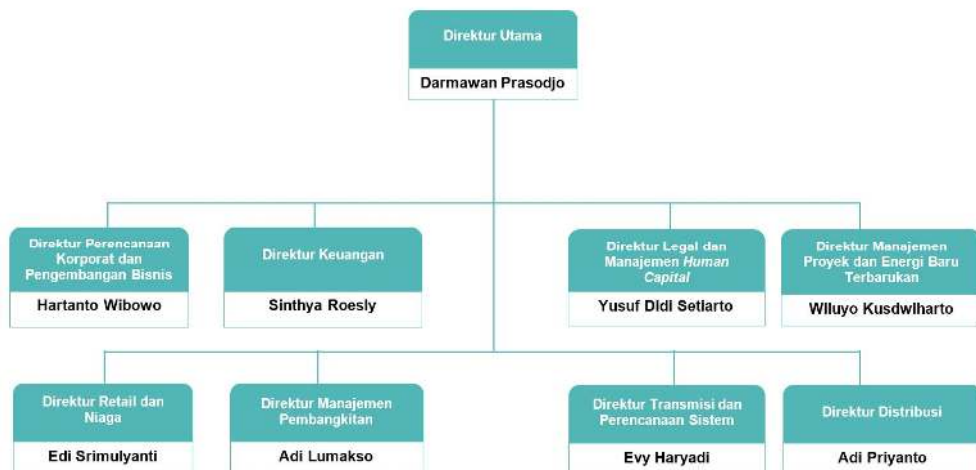 Direktur Utama
Darmawan Prasodjo
Direktur Perencanaan
Korporat dan
Pengembangan Bisnis
Hartanto Wibowo
Direktur Keuangan
Sinthya Roesly
Direktur Legal dan
Manajemen Human
Capital
Yusuf Didi Setiarto
Direktur Manajemen
Proyek dan Energi Baru
Terbarukan
Wiluyo Kusdwiharto
Direktur Retail dan
Niaga
Edi Srimulyanti
Direktur Manajemen
Pembangkitan
Adi Lumakso
Direktur Transmisi dan
Perencanaan Sistem
Evy Haryadi
Direktur Distribusi
Adi Priyanto